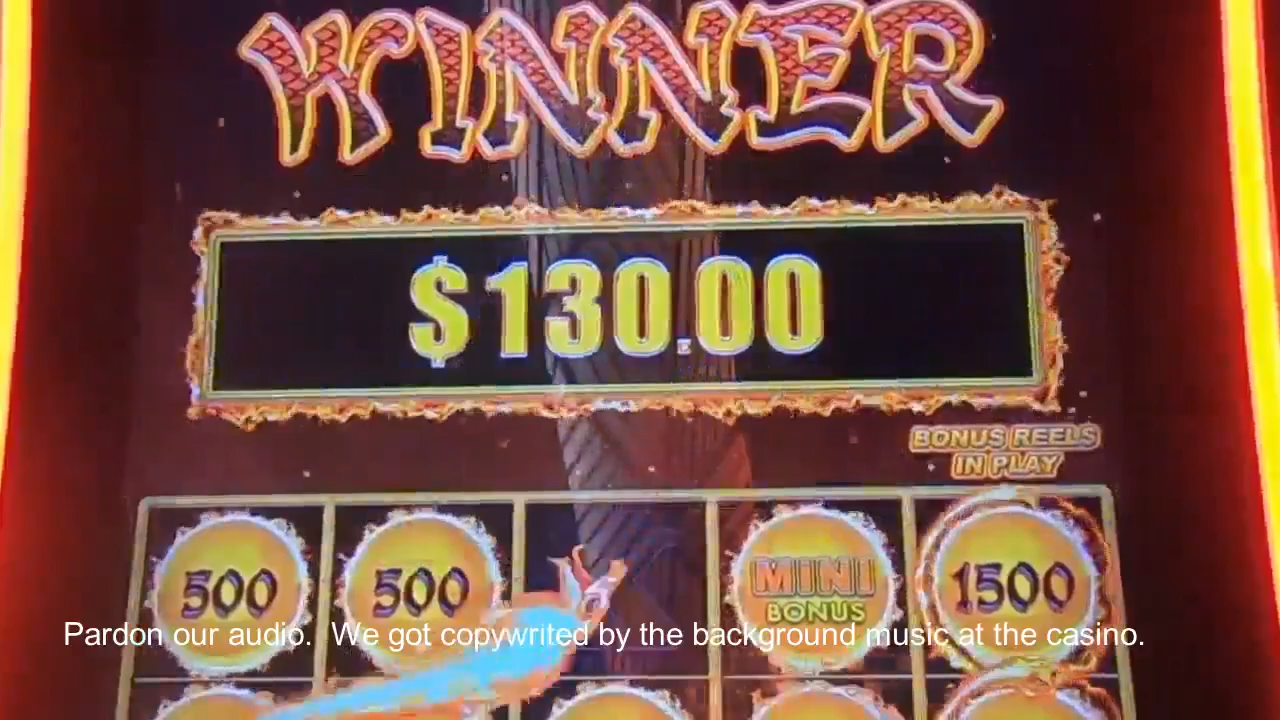 WINNER
$130.00
BONUS REELS
IN PLAY
500
500
MINI
BONUS
1500
Pardon our audio.  We got copywrited by the background music at the casino.